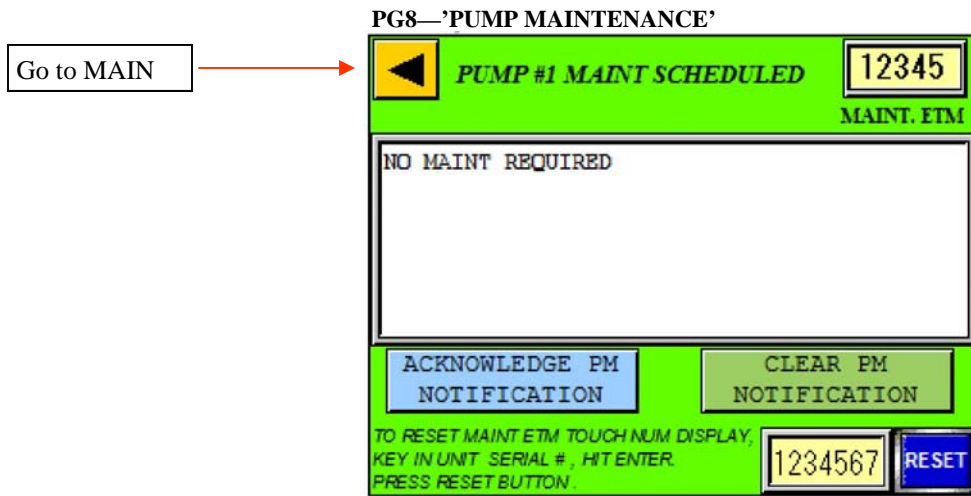 PG8—’PUMP MAINTENANCE’
Go to MAIN
PUMP #1 MAINT SCHEDULED
12345
MAINT. ETM
NO MAINT REQUIRED
ACKNOWLEDGE PM
NOTIFICATION
CLEAR PM
NOTIFICATION
TO RESET MAINT ETM TOUCH NUM DISPLAY,
KEY IN UNIT SERIAL # , HIT ENTER.
PRESS RESET BUTTON .
1234567
RESET